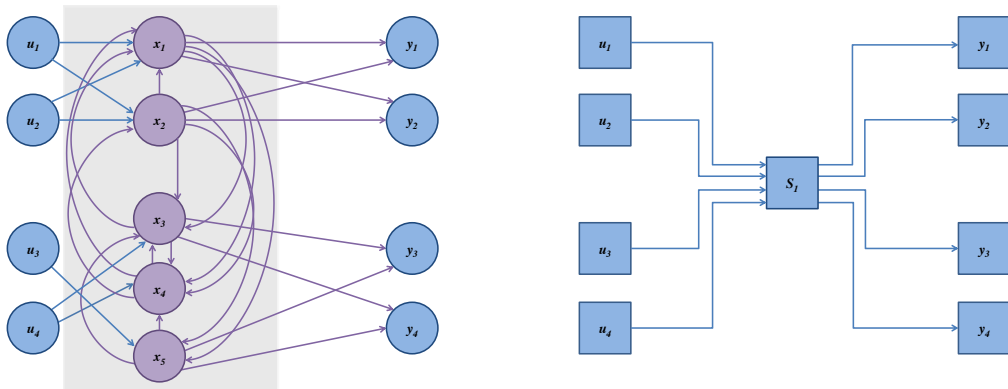 u1 x1 y1
u2 x2 y2
x3
u3 y3
x4
u4 y4
x5
u1 y1
u2 y2
S1
u3 y3
u4 y4